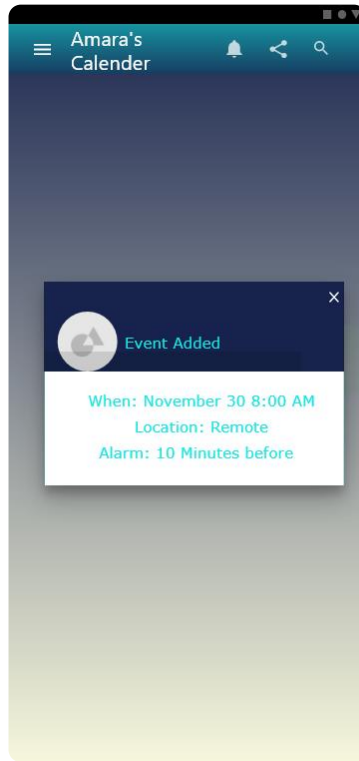 Amara's
Calender
Event Added
When: November 30 8:00 AM
Location: Remote
Alarm: 10 Minutes before